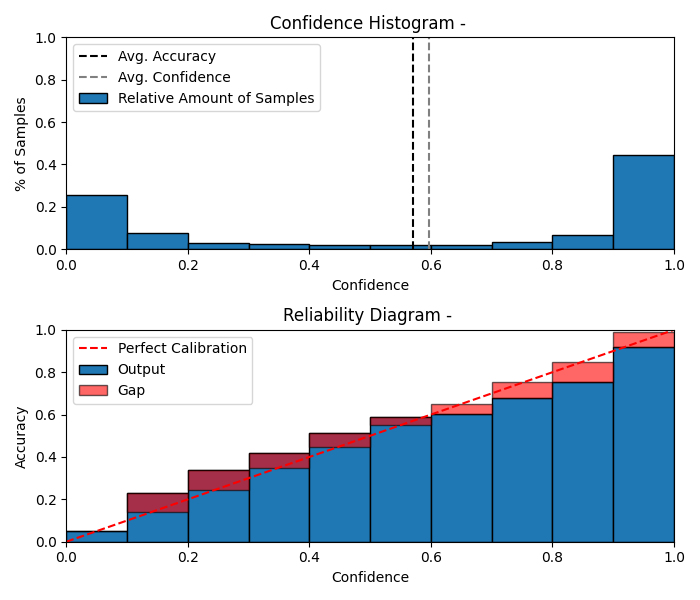 Confidence Histogram -
1.0
0.8
0.6
0.4
0.2
0.0
% of Samples
Avg. Accuracy
Avg. Confidence
Relative Amount of Samples
0.0 0.2 0.4 0.6 0.8 1.0
Confidence
Reliability Diagram -
1.0
0.8
0.6
0.4
0.2
0.0
Accuracy
Perfect Calibration
Output
Gap
0.0 0.2 0.4 0.6 0.8 1.0
Confidence